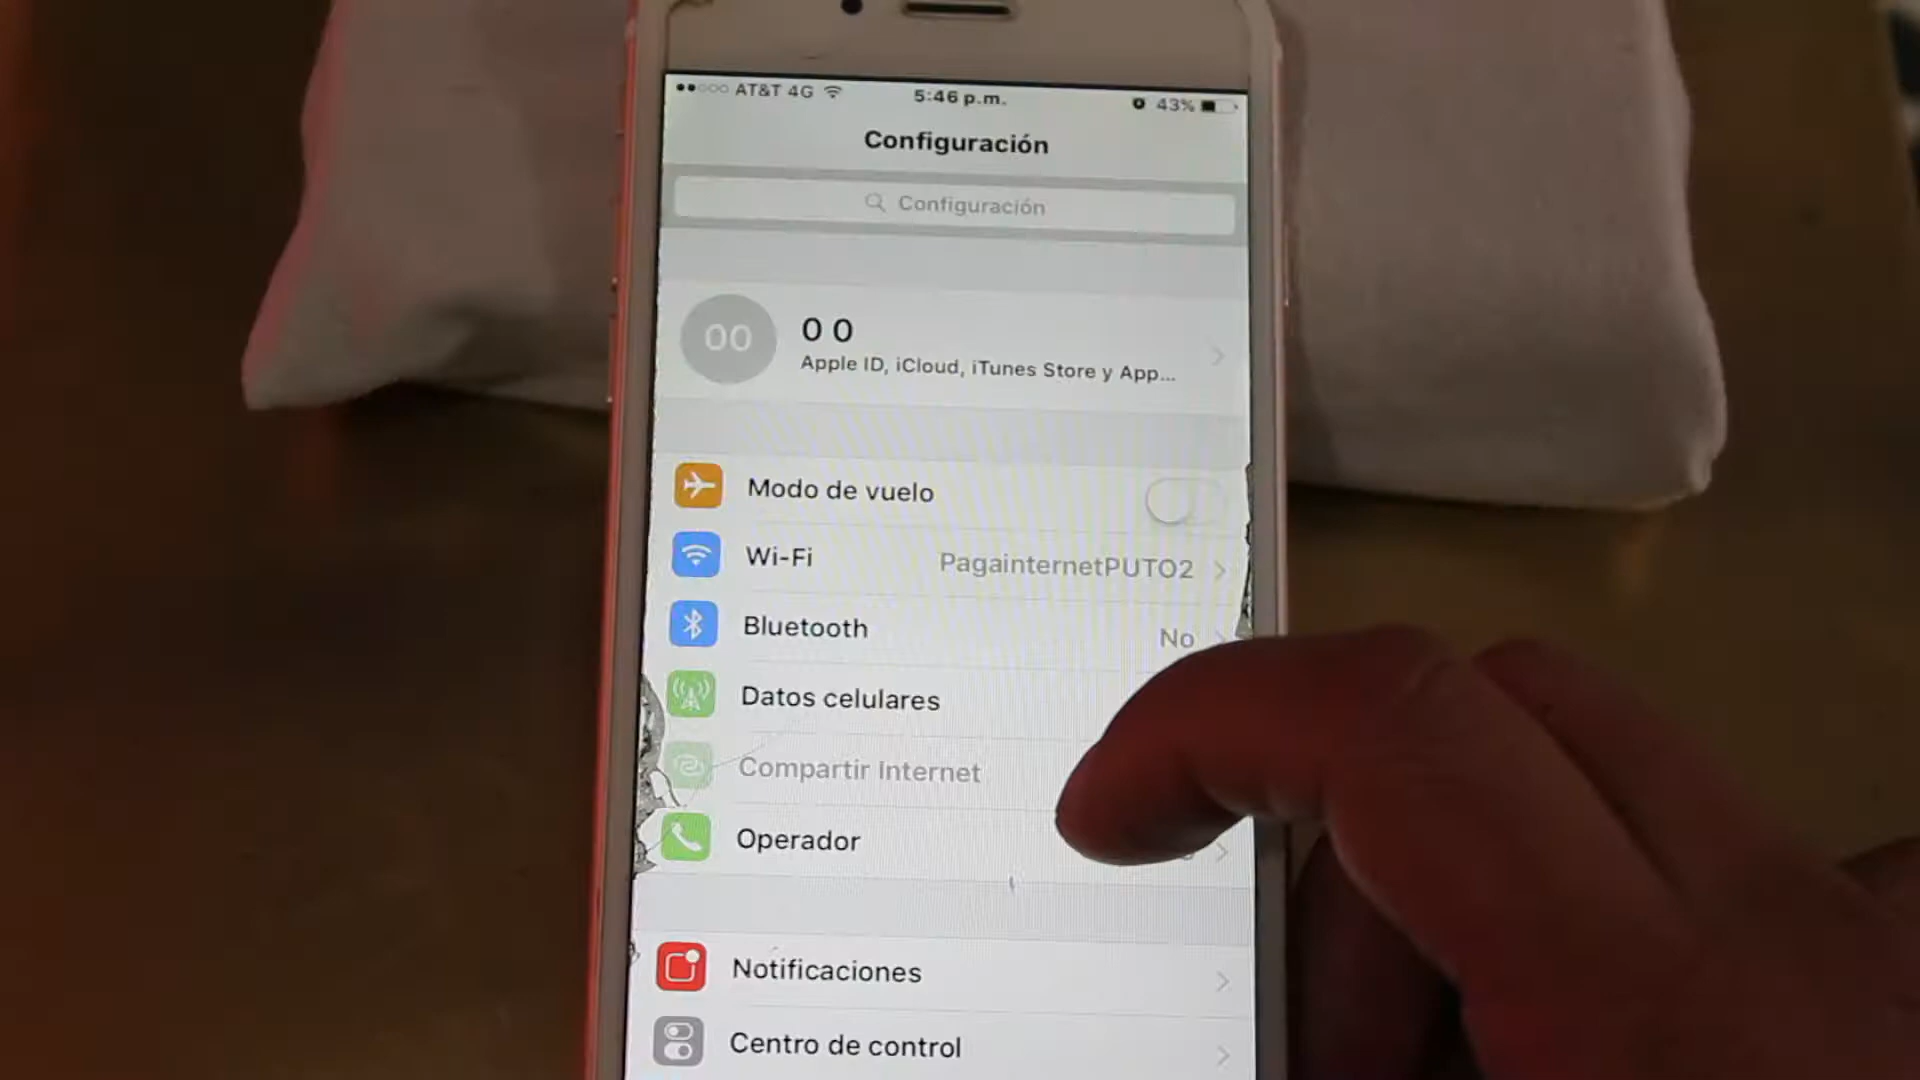 AT&T 4G 5:46 p.m. 43%
Configuración
Configuración
00
0 0
Apple ID, iCloud, iTunes Store y App...
Modo de vuelo
Wi-Fi PagainternetPUTO2
Bluetooth No
Datos celulares
Compartir Internet
Operador
Notificaciones
Centro de control